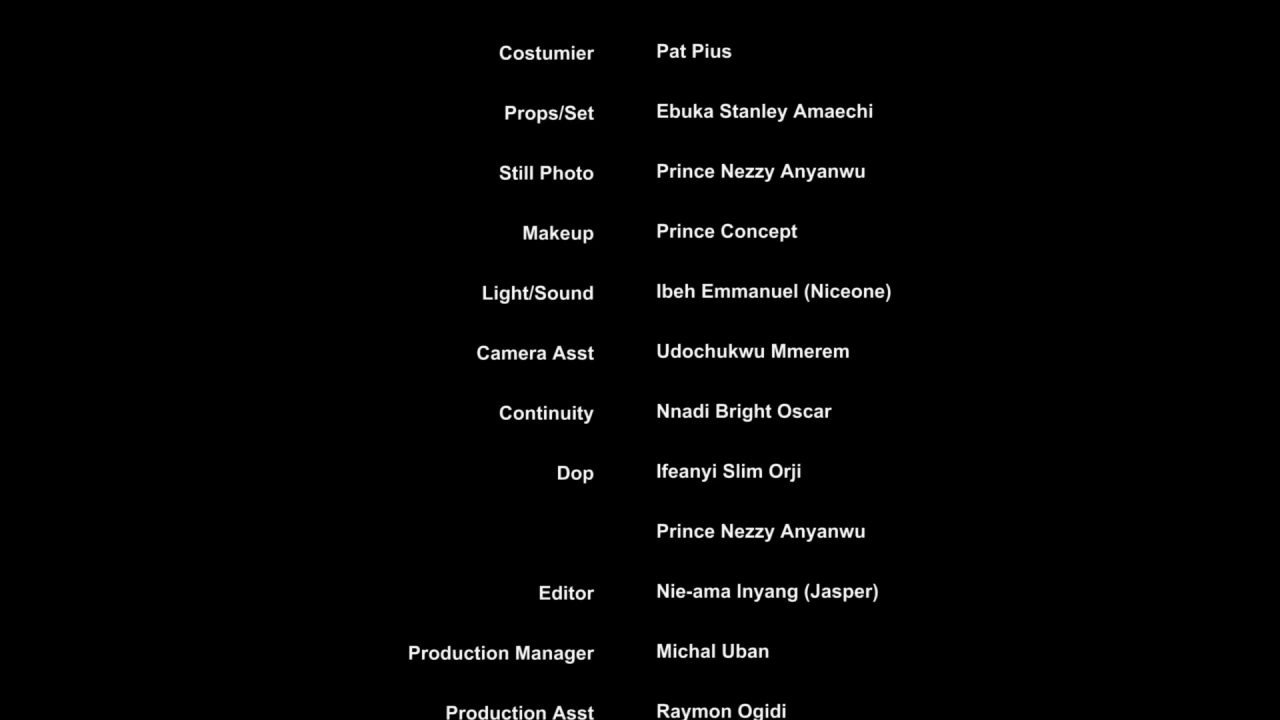 Costumier Pat Pius
Props/Set Ebuka Stanley Amaechi
Still Photo Prince Nezzy Anyanwu
Makeup Prince Concept
Light/Sound Ibeh Emmanuel (Niceone)
Camera Asst Udochukwu Mmerem
Continuity Nnadi Bright Oscar
Dop Ifeanyi Slim Orji
Prince Nezzy Anyanwu
Editor Nie-ama Inyang (Jasper)
Production Manager Michal Uban
Production Asst Raymon Ogidi